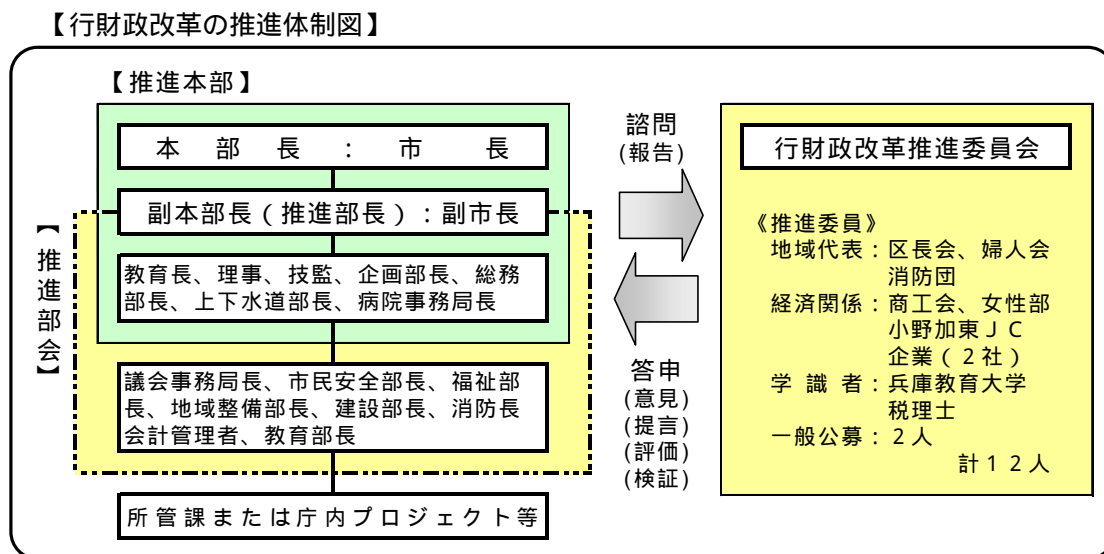 【行財政改革の推進体制図】
【推進本部】
本部長：市長
副本部長（推進部長）：副市長
【推進部会】
教育長、理事、技監、企画部長、総務
部長、上下水道部長、病院事務局長
議会事務局長、市民安全部長、福祉部
長、地域整備部長、建設部長、消防長
会計管理者、教育部長
所管課または庁内プロジェクト等
諮問
(報告)
答申
(意見)
(提言)
(評価)
(検証)
行財政改革推進委員会
《推進委員》
地域代表：区長会、婦人会
消防団
経済関係：商工会、女性部
小野加東ＪＣ
企業（２社）
学識者：兵庫教育大学
税理士
一般公募：２人
計１２人